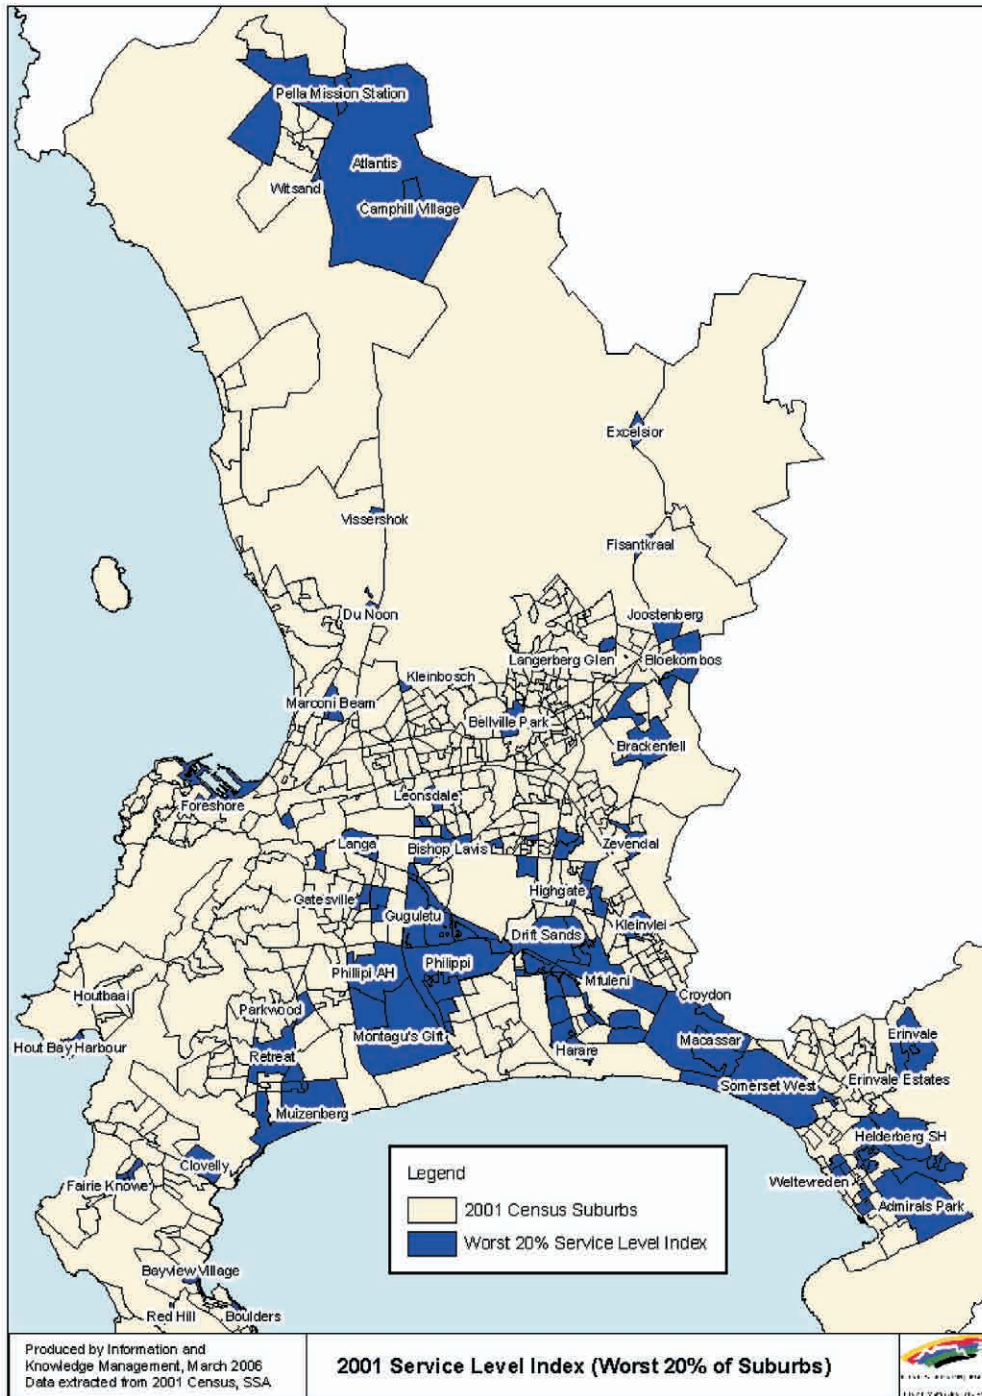 Pella Mission Station
Atlantis
Witsand
Camphill Village
Excelsior
Vissershok
Fisantkraal
Du Noon
Joostenberg
Langerberg Glen
Bloekombos
Kleinbosch
Marconi Beam
Bellville Park
Brackenfell
Leonsdale
Foreshore
Zevendal
Langa
Bishop Lavis
Highgate
Gatesville
Guguletu
Kleinvlei
Drift Sands
Phillipi AH
Philippi
Mfuleni
Houtbaai
Parkwood
Croydon
Hout Bay Harbour
Montagu's Gift
Macassar
Erinvale
Retreat
Harare
Somerset West
Erinvale Estates
Muizenberg
Helderberg SH
Clovelly
Fairie Knowe
Weltevreden
Admirals Park
Bayview Village
Red Hill
Boulders
Legend
2001 Census Suburbs
Worst 20% Service Level Index
Produced by Information and
Knowledge Management, March 2006
Data extracted from 2001 Census, SSA
2001 Service Level Index (Worst 20% of Suburbs)